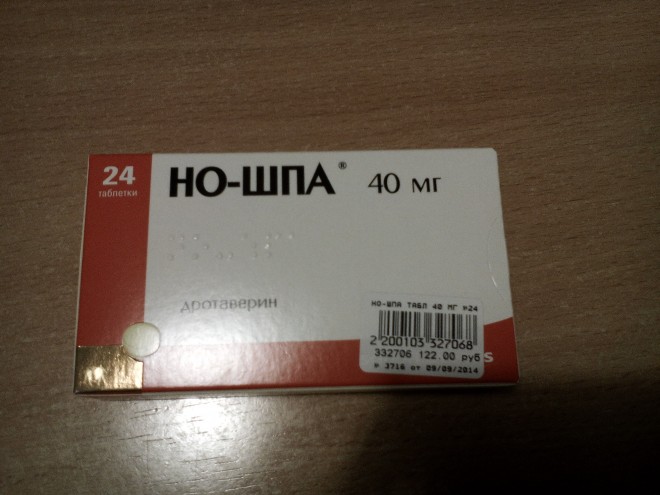 24
таблетки
НО-ШПА® 40 мг
дротаверин
НО-ШПА ТАБЛ 40 МГ №24
2 200103 327068
332706 122.00 руб
№ 3716 от 09/09/2014
s